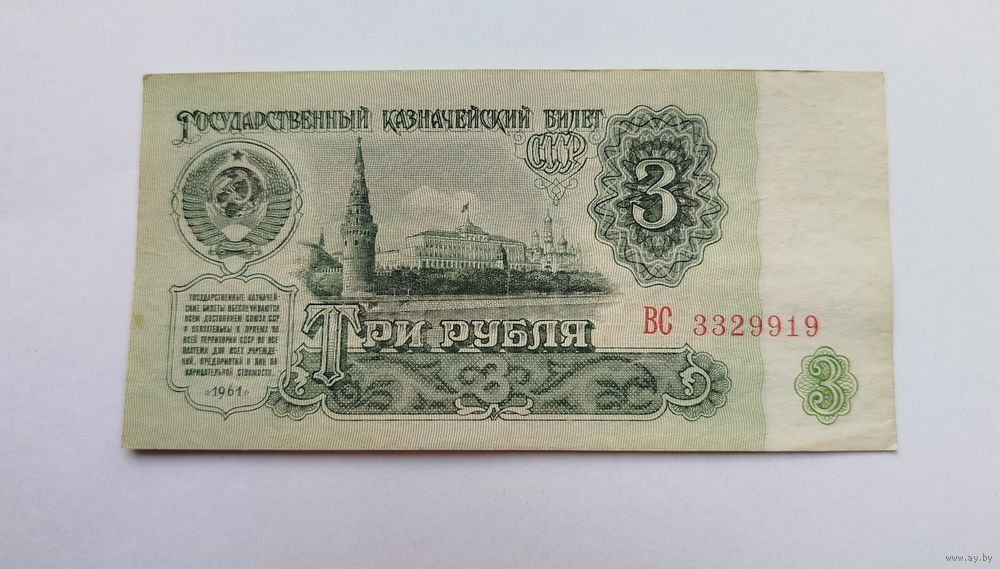 Государственный казначейский билет
СССР
3
ГОСУДАРСТВЕННЫЕ КАЗНАЧЕЙ-
СКИЕ БИЛЕТЫ ОБЕСПЕЧИВАЮТСЯ
ВСЕМ ДОСТОЯНИЕМ СОЮЗА ССР
И ОБЯЗАТЕЛЬНЫ К ПРИЕМУ НА
ВСЕЙ ТЕРРИТОРИИ СССР ВО ВСЕ
ПЛАТЕЖИ ДЛЯ ВСЕХ УЧРЕЖДЕ-
НИЙ, ПРЕДПРИЯТИЙ И ЛИЦ ПО
НАРИЦАТЕЛЬНОЙ СТОИМОСТИ.
1961
Три рубля
ВС 3329919
3
3
www.ay.by